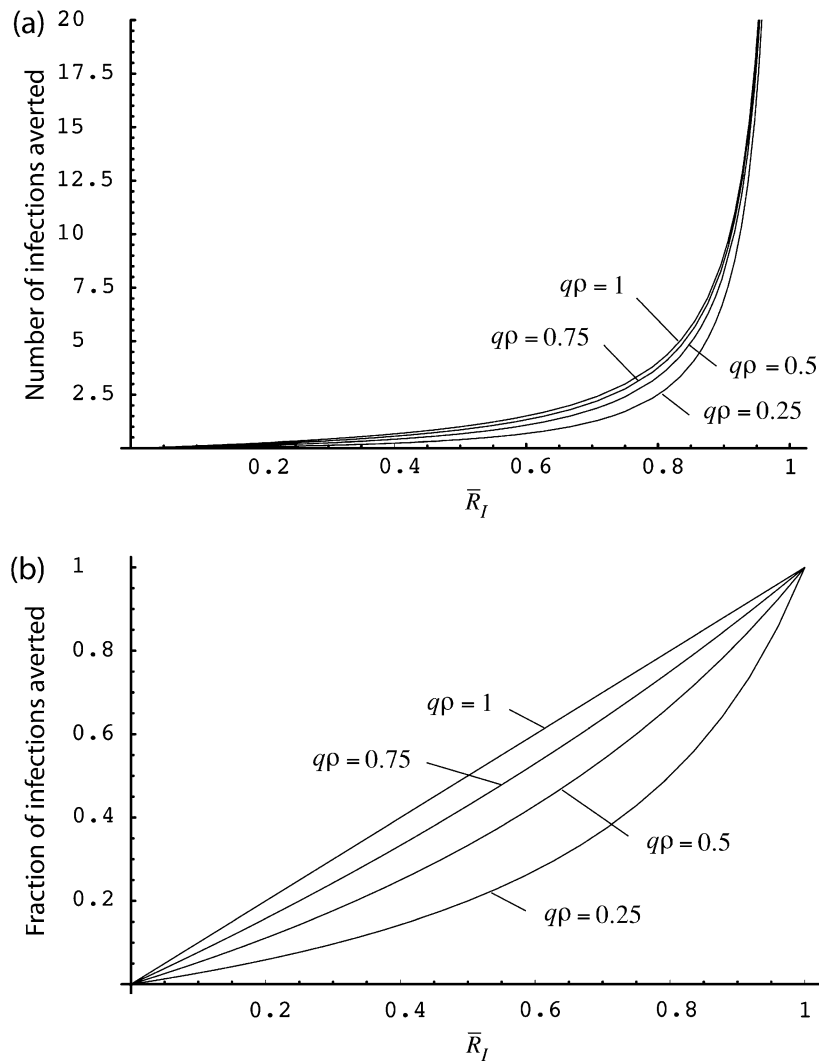 (a)
Number of infections averted
20
17.5
15
12.5
10
7.5
5
2.5
qρ = 1
qρ = 0.75
qρ = 0.5
qρ = 0.25
0.2 0.4 0.6 0.8 1
R̅_I
(b)
Fraction of infections averted
1
0.8
0.6
0.4
0.2
qρ = 1
qρ = 0.75
qρ = 0.5
qρ = 0.25
0.2 0.4 0.6 0.8 1
R̅_I